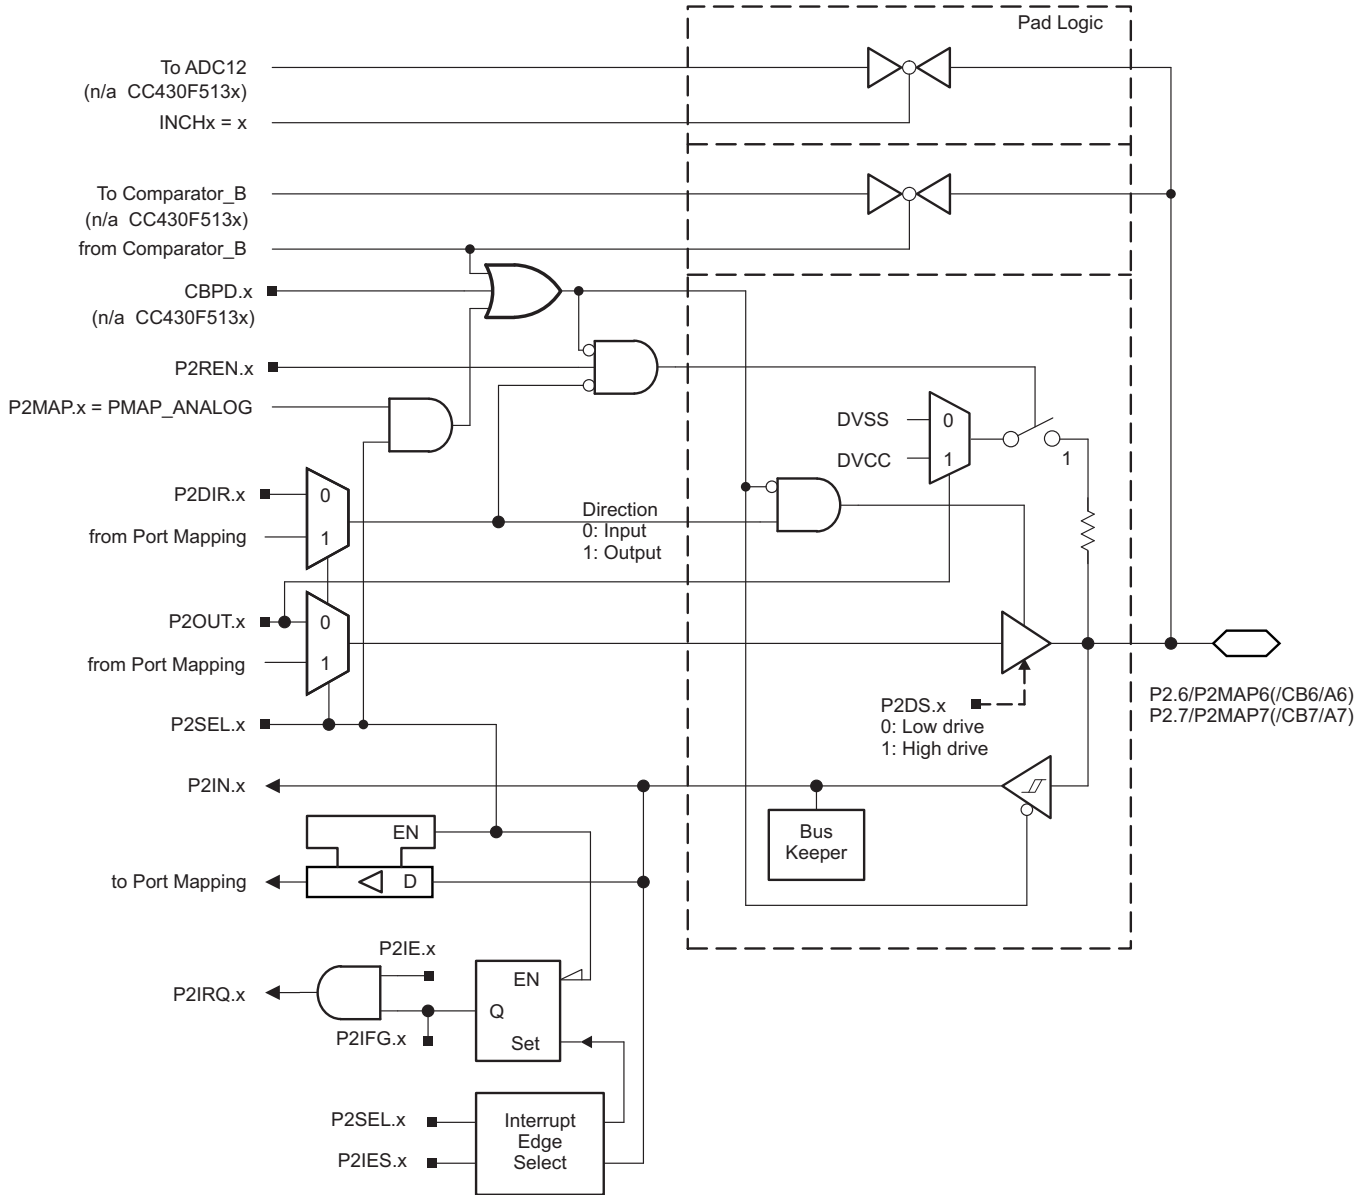 Pad Logic
To ADC12
(n/a CC430F513x)
INCHx = x
To Comparator_B
(n/a CC430F513x)
from Comparator_B
CBPD.x
(n/a CC430F513x)
P2REN.x
P2MAP.x = PMAP_ANALOG
DVSS
0
DVCC
1
1
P2DIR.x
0
from Port Mapping
1
Direction
0: Input
1: Output
P2OUT.x
0
from Port Mapping
1
P2SEL.x
P2DS.x
0: Low drive
1: High drive
P2.6/P2MAP6(/CB6/A6)
P2.7/P2MAP7(/CB7/A7)
P2IN.x
Bus
Keeper
EN
to Port Mapping
D
P2IE.x
P2IRQ.x
EN
Q
P2IFG.x
Set
P2SEL.x
P2IES.x
Interrupt
Edge
Select